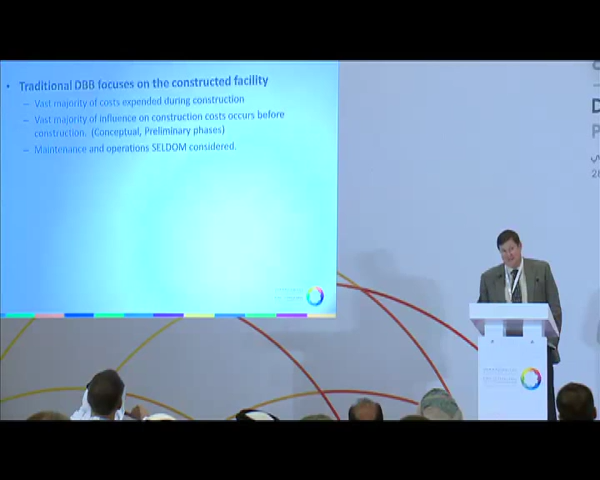 • Traditional DBB focuses on the constructed facility
– Vast majority of costs expended during construction
– Vast majority of influence on construction costs occurs before
construction. (Conceptual, Preliminary phases)
– Maintenance and operations SELDOM considered.